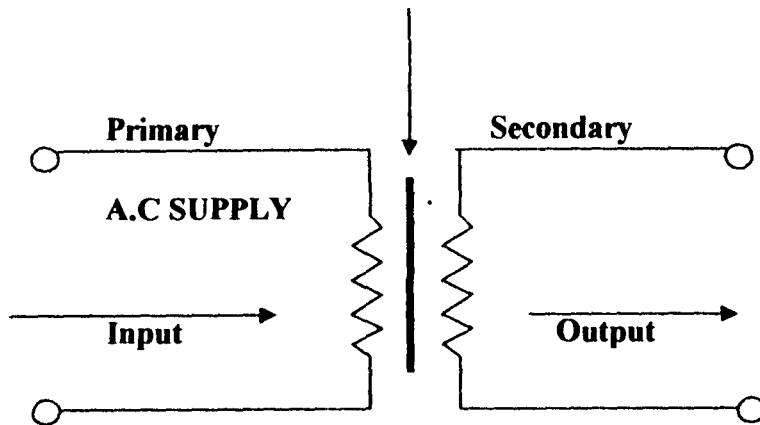 Primary
Secondary
A.C SUPPLY
Input
Output